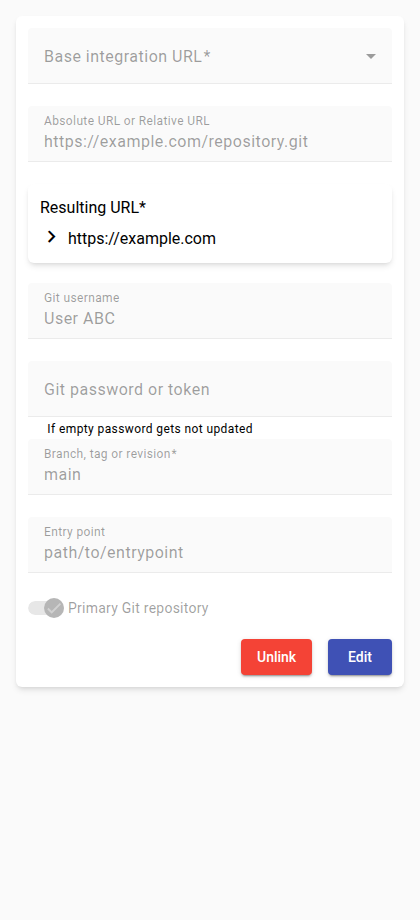 Base integration URL*
Absolute URL or Relative URL
https://example.com/repository.git
Resulting URL*
https://example.com
Git username
User ABC
Git password or token
If empty password gets not updated
Branch, tag or revision*
main
Entry point
path/to/entrypoint
Primary Git repository
Unlink Edit